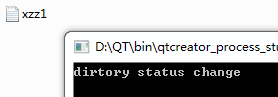 xzz1
D:\QT\bin\qtcreator_process_stu
dirtory status change